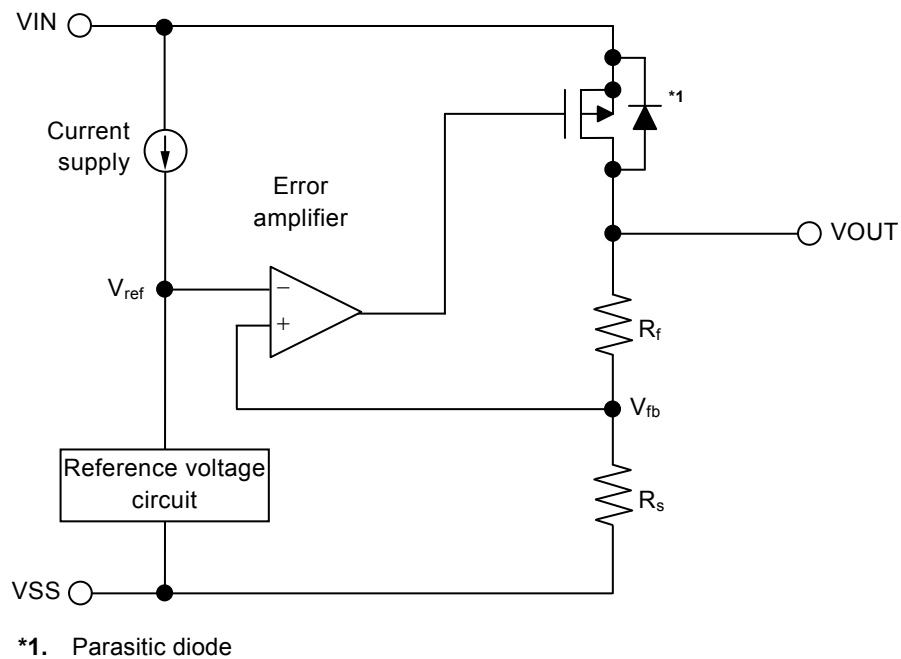 VIN
*1
Current
supply
Error
amplifier
VOUT
Vref
−
+
Rf
Vfb
Reference voltage
circuit
Rs
VSS
*1. Parasitic diode